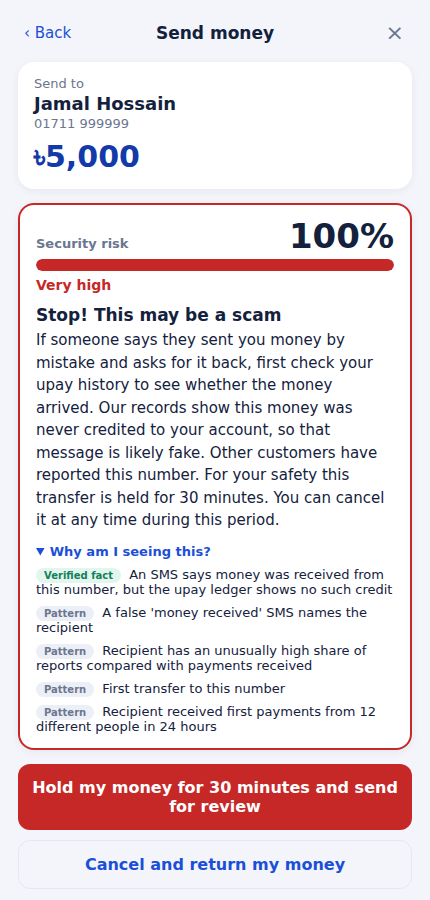 ‹ Back
Send money
×
Send to
Jamal Hossain
01711 999999
৳5,000
Security risk
100%
Very high
Stop! This may be a scam
If someone says they sent you money by
mistake and asks for it back, first check your
upay history to see whether the money
arrived. Our records show this money was
never credited to your account, so that
message is likely fake. Other customers have
reported this number. For your safety this
transfer is held for 30 minutes. You can cancel
it at any time during this period.
▼ Why am I seeing this?
Verified fact An SMS says money was received from
this number, but the upay ledger shows no such credit
Pattern A false 'money received' SMS names the
recipient
Pattern Recipient has an unusually high share of
reports compared with payments received
Pattern First transfer to this number
Pattern Recipient received first payments from 12
different people in 24 hours
Hold my money for 30 minutes and send
for review
Cancel and return my money